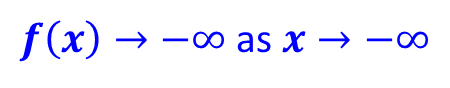 f(x) → −∞ as x → −∞